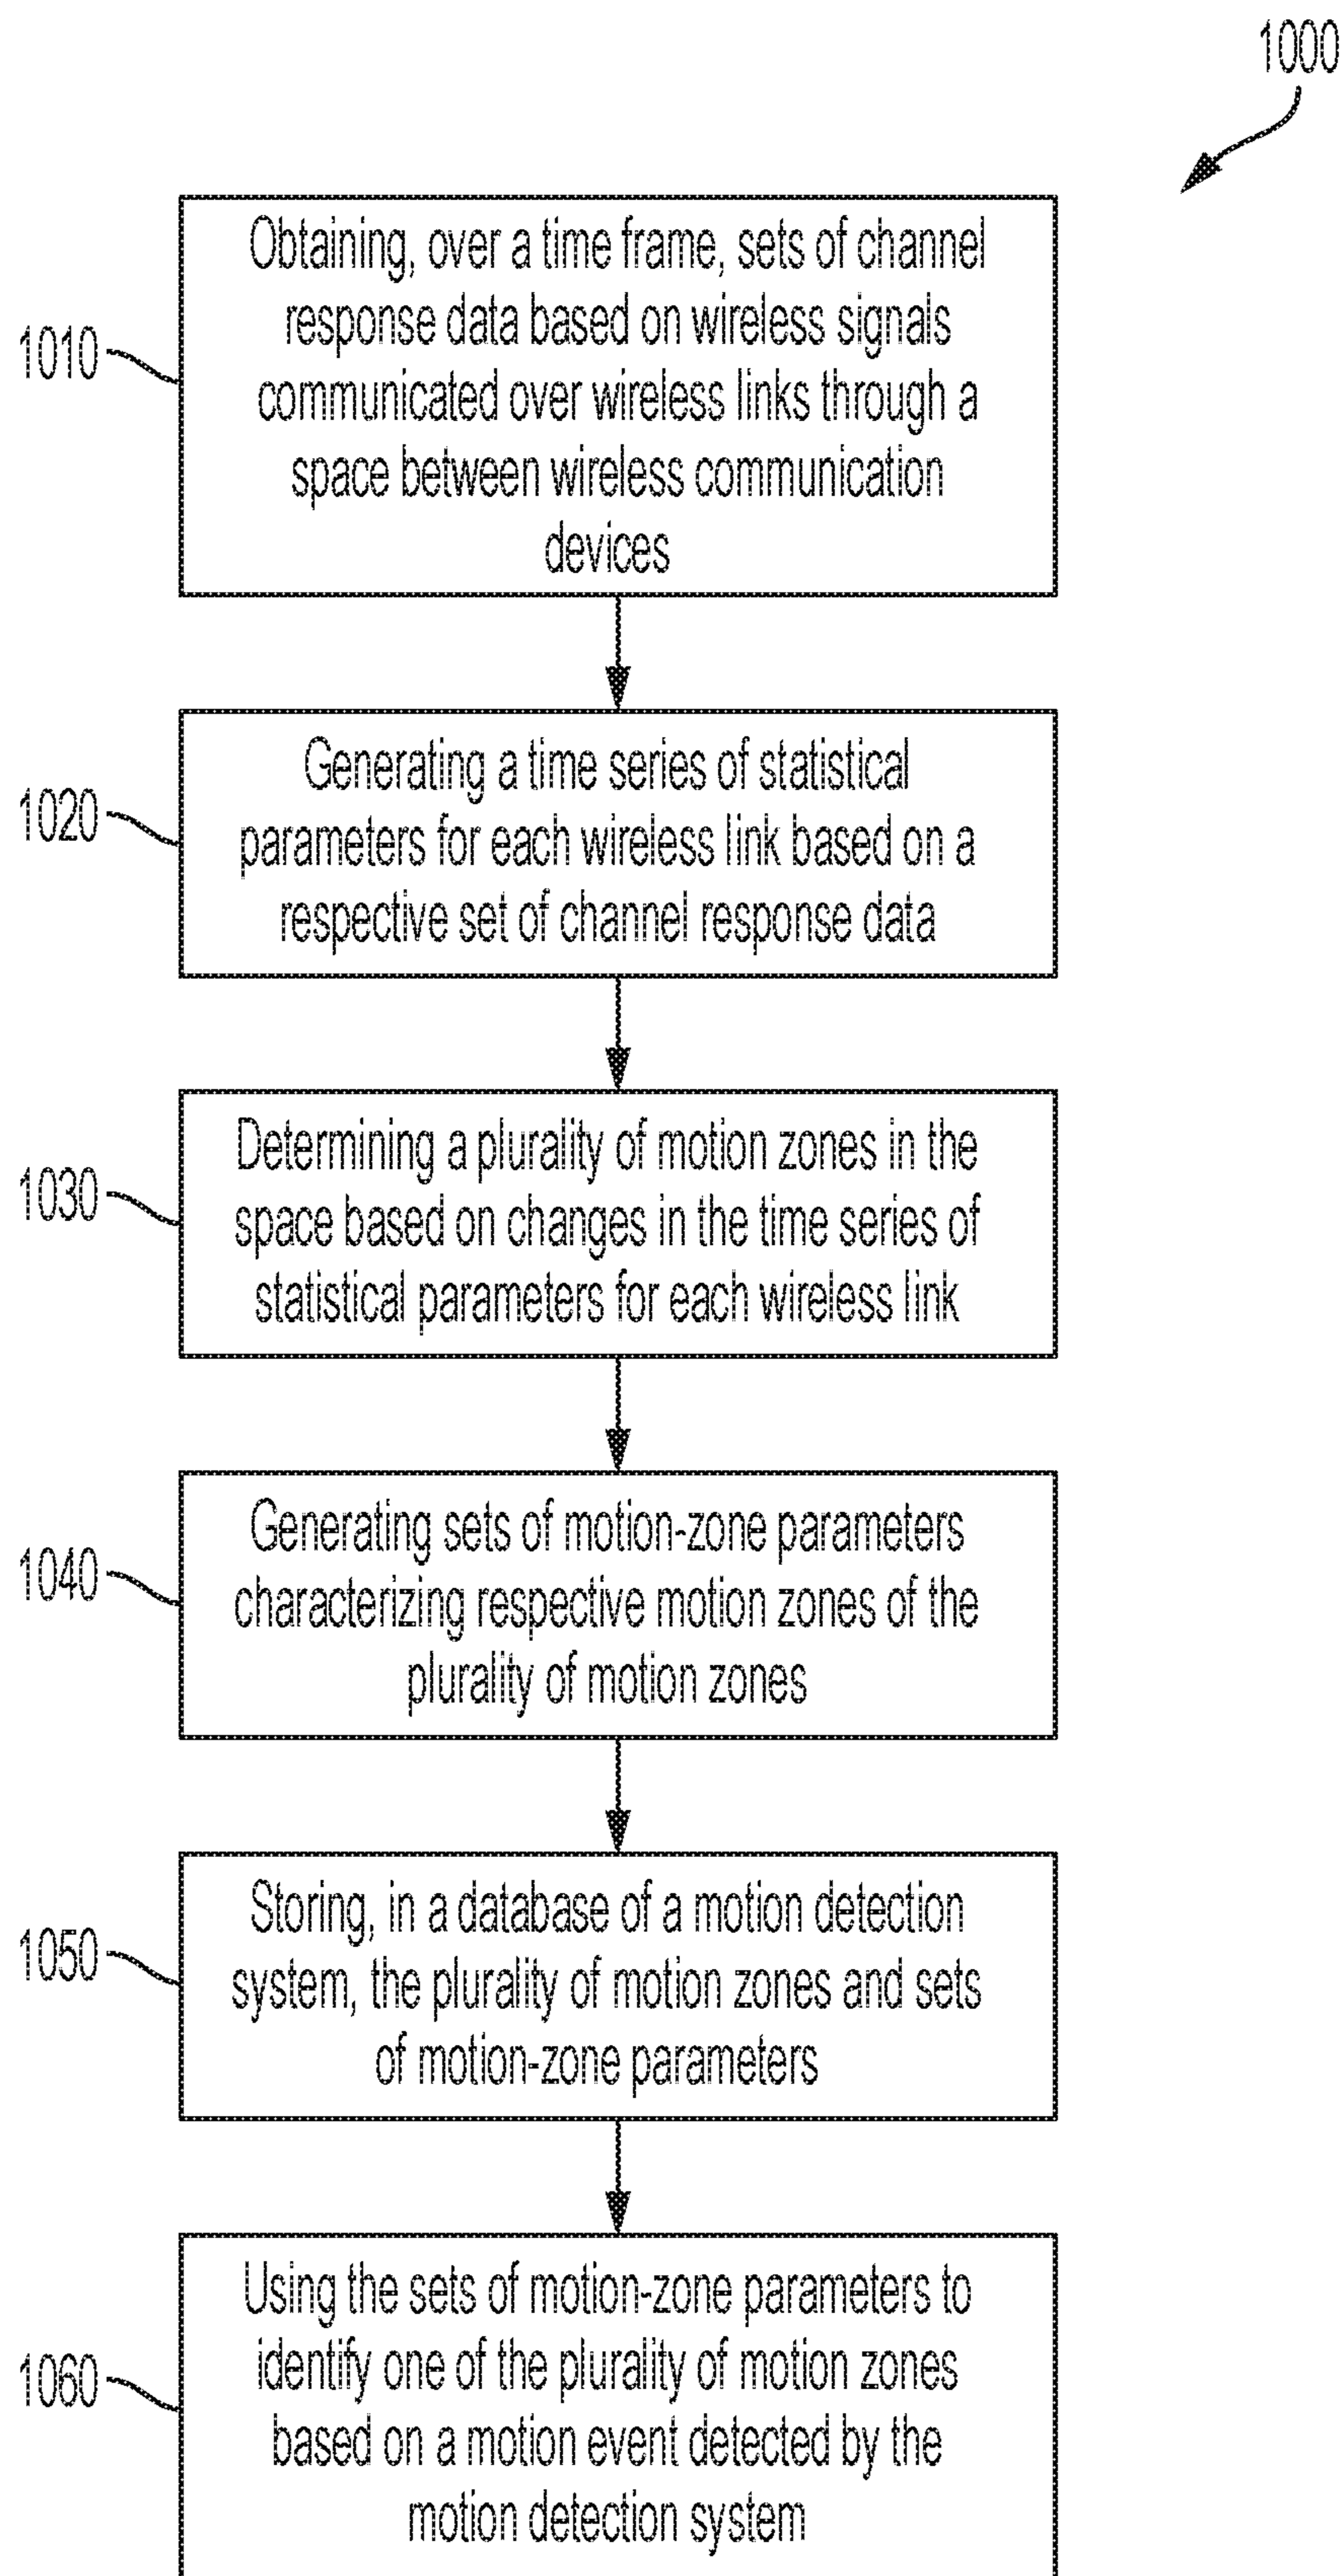 1000
1010
Obtaining, over a time frame, sets of channel
response data based on wireless signals
communicated over wireless links through a
space between wireless communication
devices
1020
Generating a time series of statistical
parameters for each wireless link based on a
respective set of channel response data
1030
Determining a plurality of motion zones in the
space based on changes in the time series of
statistical parameters for each wireless link
1040
Generating sets of motion-zone parameters
characterizing respective motion zones of the
plurality of motion zones
1050
Storing, in a database of a motion detection
system, the plurality of motion zones and sets
of motion-zone parameters
1060
Using the sets of motion-zone parameters to
identify one of the plurality of motion zones
based on a motion event detected by the
motion detection system